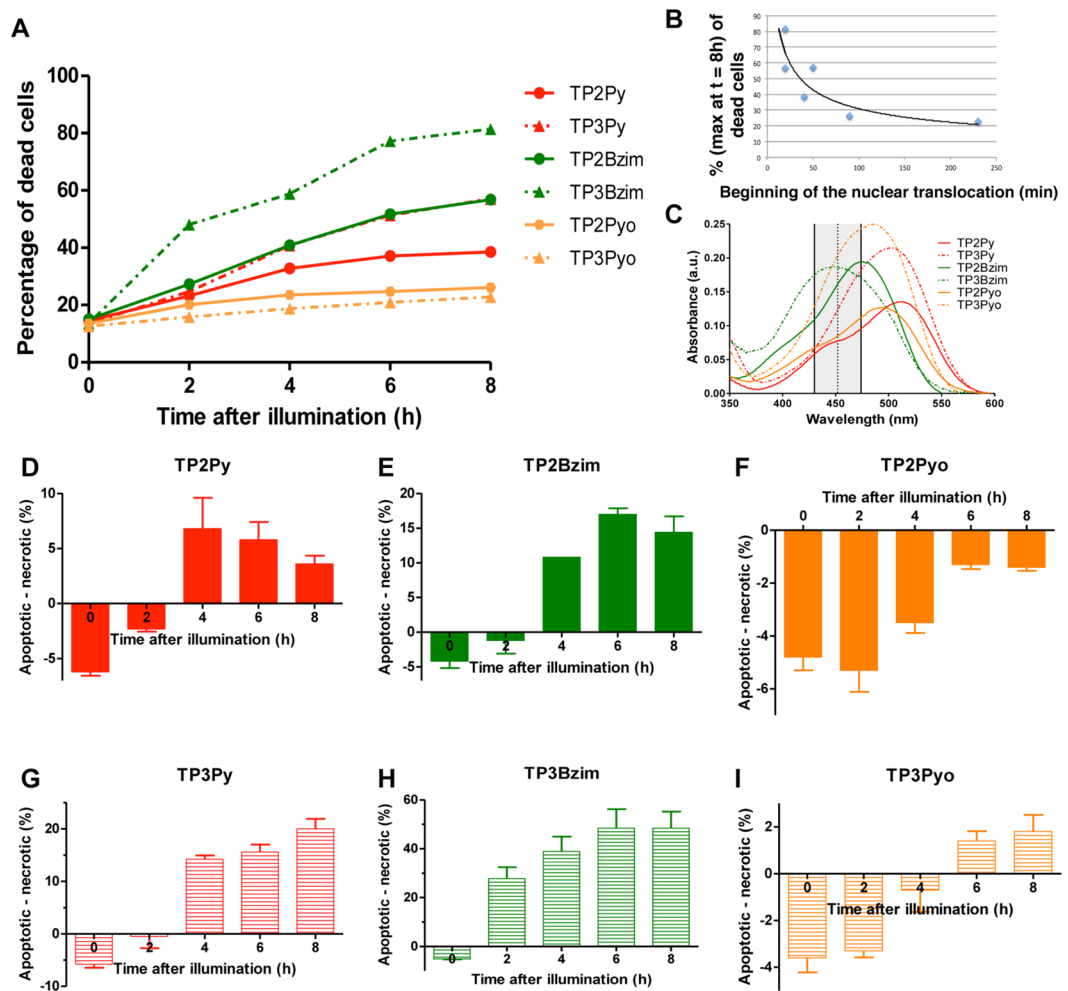 A
Percentage of dead cells
100
80
60
40
20
0
0 2 4 6 8
Time after illumination (h)
TP2Py
TP3Py
TP2Bzim
TP3Bzim
TP2Pyo
TP3Pyo
B
% (max at t = 8h) of
dead cells
90
80
70
60
50
40
30
20
10
0
0 50 100 150 200 250
Beginning of the nuclear translocation (min)
C
Absorbance (a.u.)
0.25
0.20
0.15
0.10
0.05
0.00
350 400 450 500 550 600
Wavelength (nm)
TP2Py
TP3Py
TP2Bzim
TP3Bzim
TP2Pyo
TP3Pyo
D
TP2Py
Apoptotic - necrotic (%)
10
5
0
-5
0 2 4 6 8
Time after illumination (h)
E
TP2Bzim
Apoptotic - necrotic (%)
20
15
10
5
0
-5
0 2 4 6 8
Time after illumination (h)
F
TP2Pyo
Time after illumination (h)
0 2 4 6 8
Apoptotic - necrotic (%)
0
-2
-4
-6
G
TP3Py
Apoptotic - necrotic (%)
20
10
0
-10
0 2 4 6 8
Time after illumination (h)
H
TP3Bzim
Apoptotic - necrotic (%)
60
40
20
0
0 2 4 6 8
Time after illumination (h)
I
TP3Pyo
Apoptotic - necrotic (%)
2
0
-2
-4
0 2 4 6 8
Time after illumination (h)